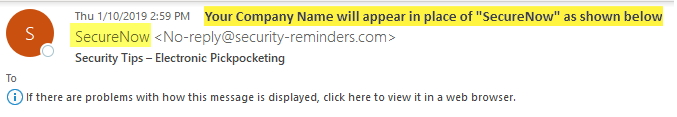 Thu 1/10/2019 2:59 PM Your Company Name will appear in place of "SecureNow" as shown below
S
SecureNow <No-reply@security-reminders.com>
Security Tips – Electronic Pickpocketing
To
If there are problems with how this message is displayed, click here to view it in a web browser.